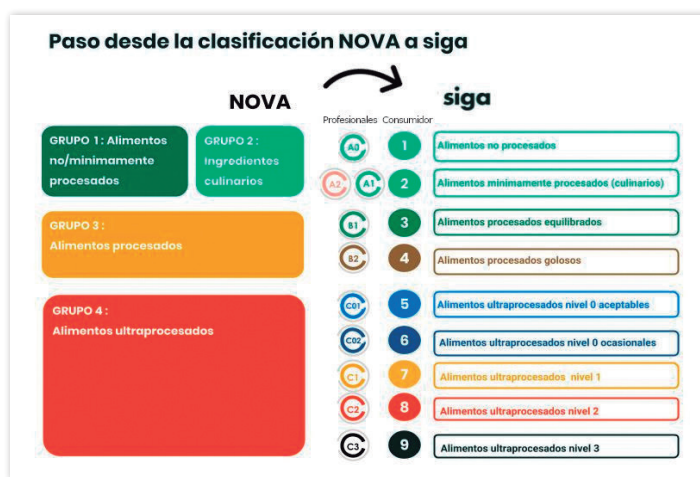 Paso desde la clasificación NOVA a siga
NOVA
siga
Profesionales Consumidor
GRUPO 1 : Alimentos
no/minimamente
procesados
GRUPO 2 :
Ingredientes
culinarios
A0 1 Alimentos no procesados
A2 A1 2 Alimentos minimamente procesados (culinarios)
GRUPO 3 :
Alimentos procesados
B1 3 Alimentos procesados equilibrados
B2 4 Alimentos procesados golosos
GRUPO 4 :
Alimentos ultraprocesados
C01 5 Alimentos ultraprocesados nivel 0 aceptables
C02 6 Alimentos ultraprocesados nivel 0 ocasionales
C1 7 Alimentos ultraprocesados nivel 1
C2 8 Alimentos ultraprocesados nivel 2
C3 9 Alimentos ultraprocesados nivel 3